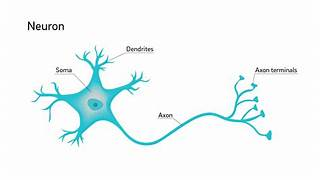 Neuron
Dendrites
Soma
Axon terminals
Axon